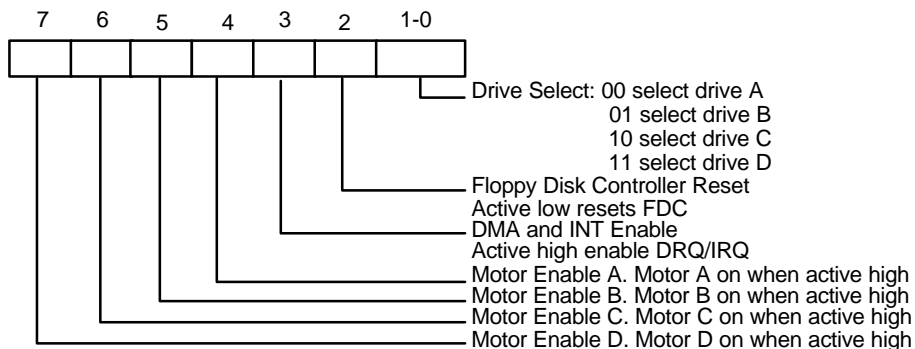 7 6 5 4 3 2 1-0
Drive Select: 00 select drive A
01 select drive B
10 select drive C
11 select drive D
Floppy Disk Controller Reset
Active low resets FDC
DMA and INT Enable
Active high enable DRQ/IRQ
Motor Enable A. Motor A on when active high
Motor Enable B. Motor B on when active high
Motor Enable C. Motor C on when active high
Motor Enable D. Motor D on when active high